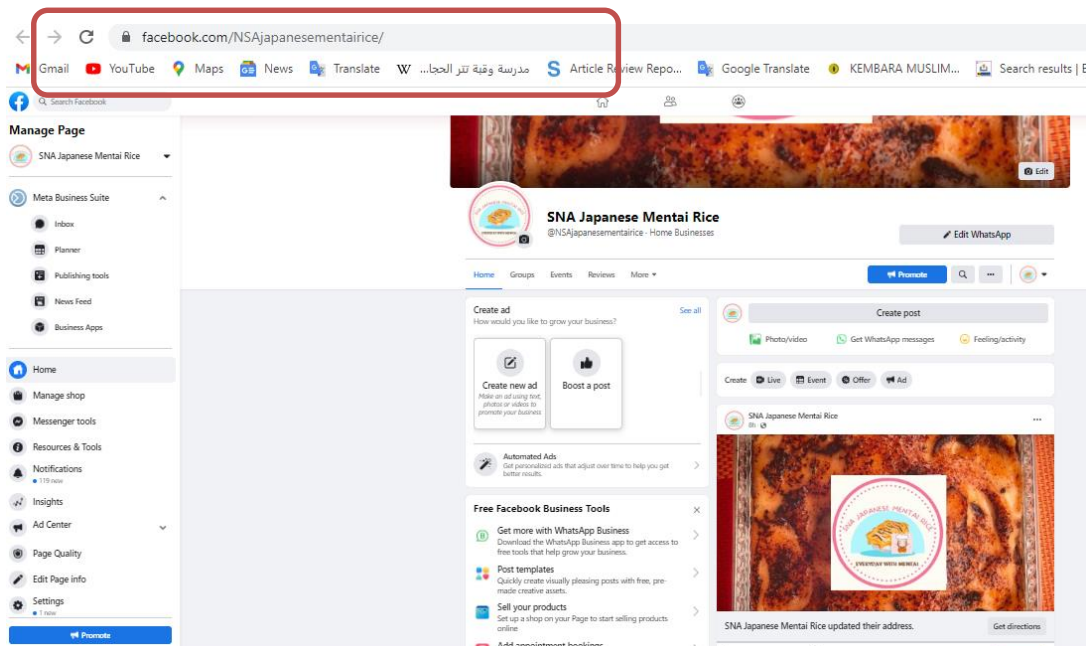 facebook.com/NSAjapanesementairice/
Gmail YouTube Maps News Translate W مدرسة وقبة تتر الحجا... S Article Review Repo... Google Translate KEMBARA MUSLIM... Search results | E
Search Facebook
Manage Page
SNA Japanese Mentai Rice
Meta Business Suite
Inbox
Planner
Publishing tools
News Feed
Business Apps
Home
Manage shop
Messenger tools
Resources & Tools
Notifications
119 new
Insights
Ad Center
Page Quality
Edit Page info
Settings
1 new
Promote
Edit
SNA Japanese Mentai Rice
@NSAjapanesementairice · Home Businesses
Edit WhatsApp
Home Groups Events Reviews More
Promote
Create ad
See all
How would you like to grow your business?
Create new ad
Make an ad using text, photos or videos to promote your business
Boost a post
Automated Ads
Get personalized ads that adjust over time to help you get
better results.
Free Facebook Business Tools
Get more with WhatsApp Business
Download the WhatsApp Business app to get access to
free tools that help grow your business.
Post templates
Quickly create visually pleasing posts with free, pre-
made creative assets.
Sell your products
Set up a shop on your Page to start selling products
online
Add appointment bookings
Create post
Photo/video Get WhatsApp messages Feeling/activity
Create Live Event Offer Ad
SNA Japanese Mentai Rice
8h
SNA JAPANESE MENTAI RICE
EVERYDAY WITH MENTAI
SNA Japanese Mentai Rice updated their address.
Get directions